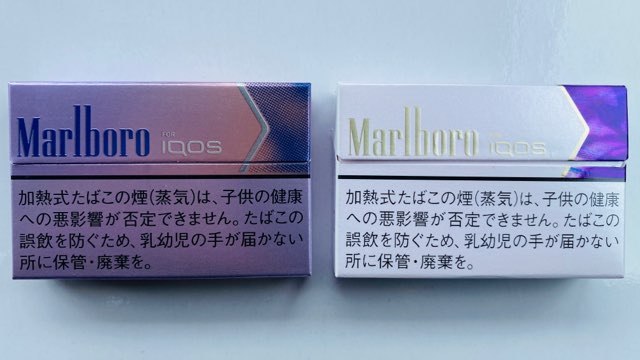 Marlboro FOR IQOS
加熱式たばこの煙(蒸気)は、子供の健康
への悪影響が否定できません。たばこの
誤飲を防ぐため、乳幼児の手が届かない
所に保管・廃棄を。
Marlboro FOR IQOS
加熱式たばこの煙(蒸気)は、子供の健康
への悪影響が否定できません。たばこの
誤飲を防ぐため、乳幼児の手が届かない
所に保管・廃棄を。